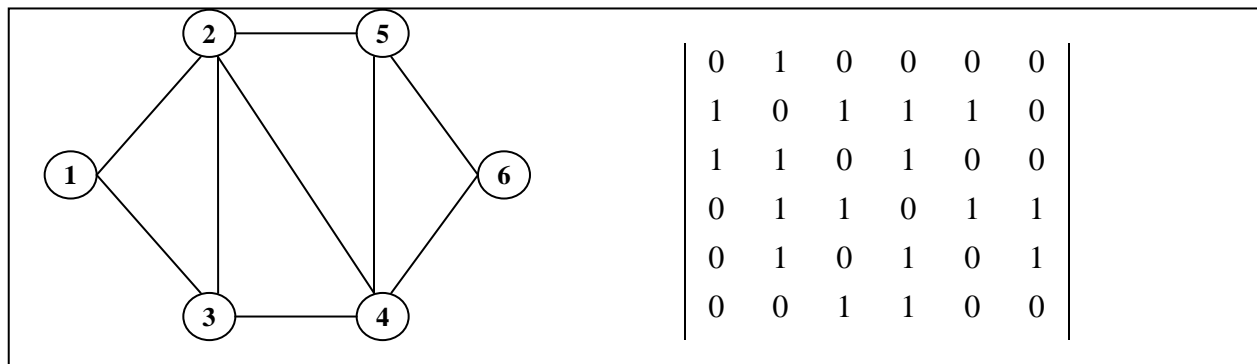 2 5
1 6
3 4
0 1 0 0 0 0
1 0 1 1 1 0
1 1 0 1 0 0
0 1 1 0 1 1
0 1 0 1 0 1
0 0 1 1 0 0